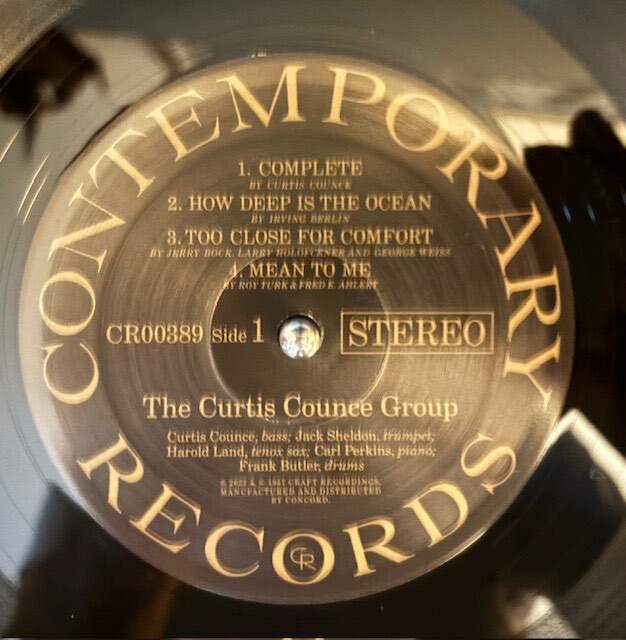 CONTEMPORARY
1. COMPLETE
BY CURTIS COUNCE
2. HOW DEEP IS THE OCEAN
BY IRVING BERLIN
3. TOO CLOSE FOR COMFORT
BY JERRY BOCK, LARRY HOLOFCENER AND GEORGE WEISS
4. MEAN TO ME
BY ROY TURK & FRED E. AHLERT
CR00389 Side 1 STEREO
The Curtis Counce Group
Curtis Counce, bass; Jack Sheldon, trumpet;
Harold Land, tenor sax; Carl Perkins, piano;
Frank Butler, drums
CRAFT RECORDINGS.
MANUFACTURED AND DISTRIBUTED
BY CONCORD.
CR
RECORDS